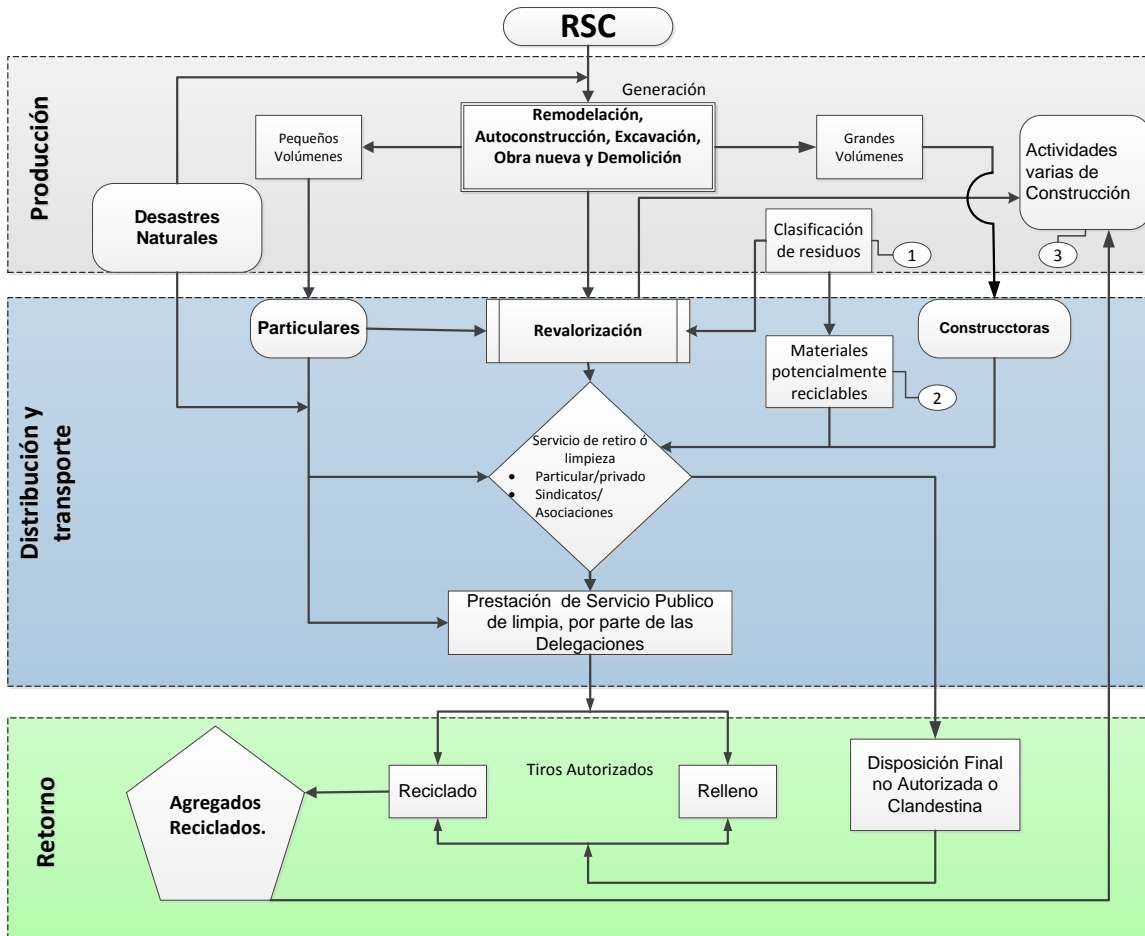 RSC
Producción
Generación
Remodelación,
Autoconstrucción, Excavación,
Obra nueva y Demolición
Pequeños
Volúmenes
Grandes
Volúmenes
Actividades
varias de
Construcción
Desastres
Naturales
Clasificación
de residuos
1
3
Distribución y
transporte
Particulares
Revalorización
Construcctoras
Materiales
potencialmente
reciclables
2
Servicio de retiro ó
limpieza
• Particular/privado
• Sindicatos/
Asociaciones
Prestación de Servicio Publico
de limpia, por parte de las
Delegaciones
Retorno
Agregados
Reciclados.
Reciclado
Tiros Autorizados
Relleno
Disposición Final
no Autorizada o
Clandestina